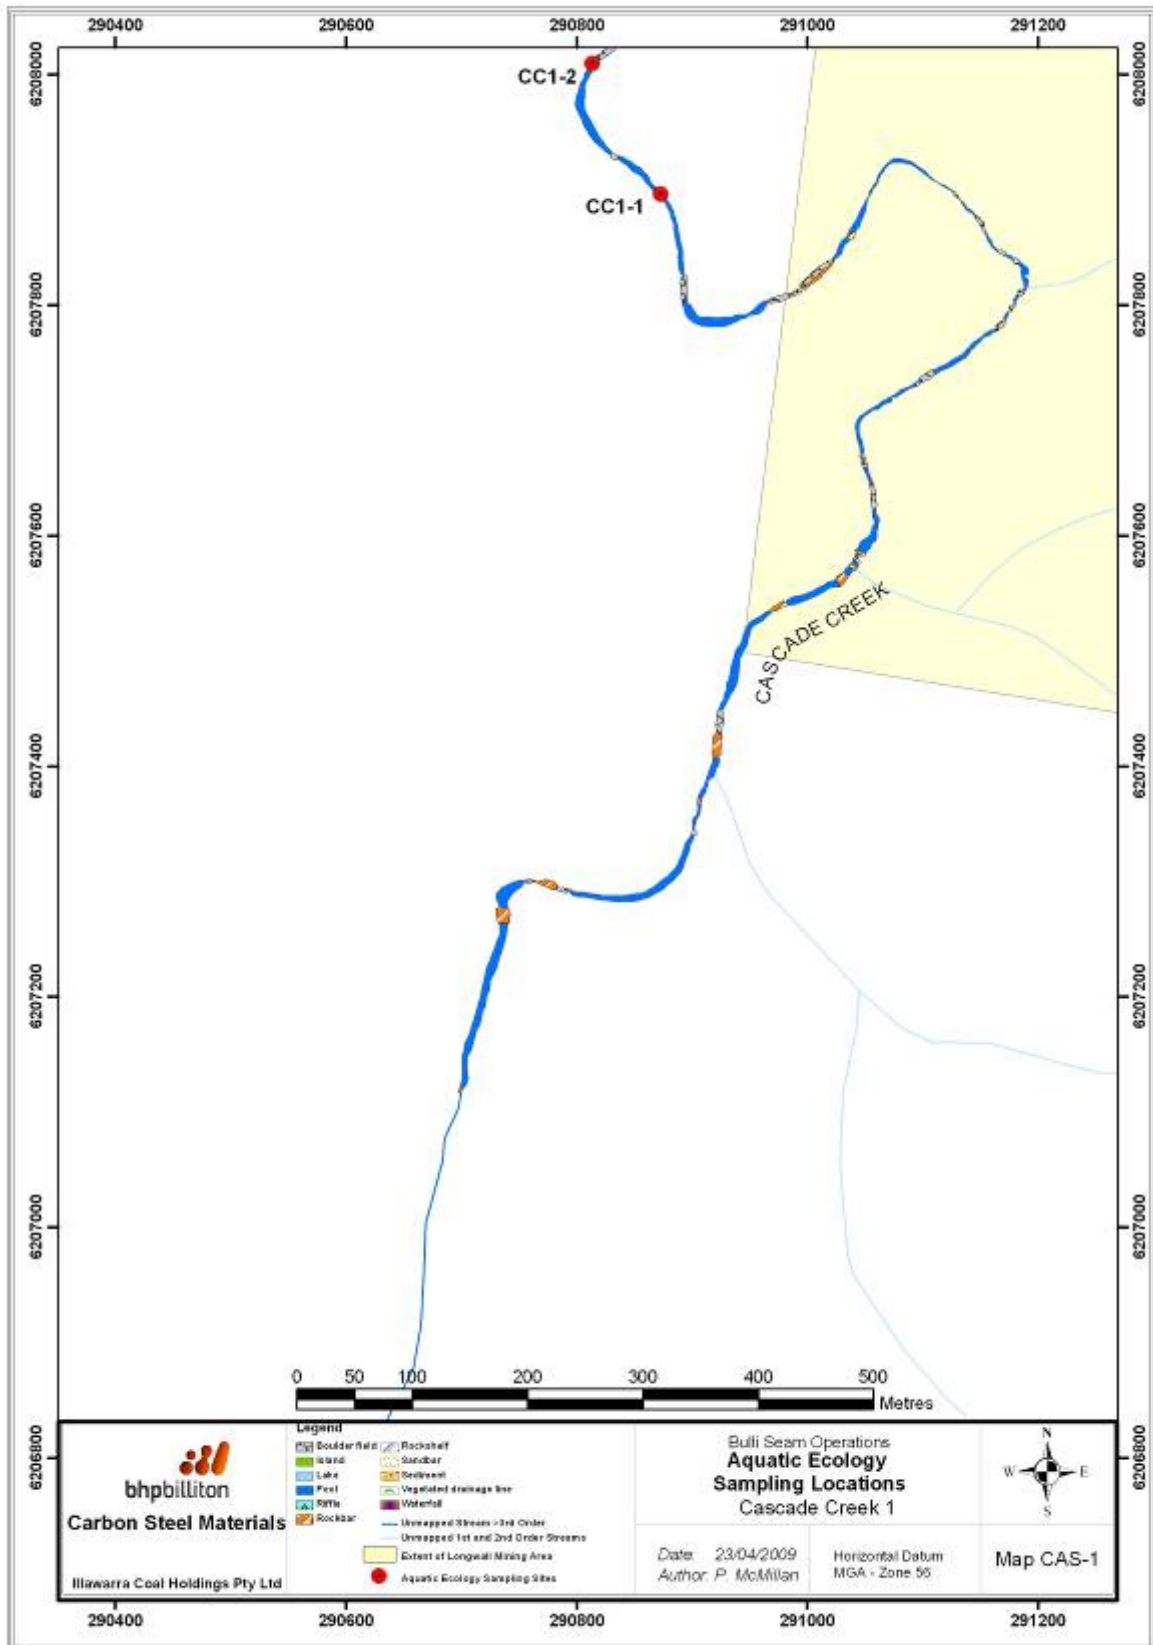 290400 290600 290800 291000 291200
6208000 6208000
CC1-2
CC1-1
6207800 6207800
6207600 6207600
CASCADE CREEK
6207400 6207400
6207200 6207200
6207000 6207000
0 50 100 200 300 400 500
Metres
6206800 6206800
bhpbilliton
Carbon Steel Materials
Illawarra Coal Holdings Pty Ltd
Legend
Boulder field Rockshelf
Island Sandbar
Lake Sediment
Pool Vegetated drainage line
Riffle Waterfall
Rockbar
Unmapped Stream >3rd Order
Unmapped 1st and 2nd Order Streams
Extent of Longwall Mining Area
Aquatic Ecology Sampling Sites
Bulli Seam Operations
Aquatic Ecology
Sampling Locations
Cascade Creek 1
Date: 23/04/2009
Author: P. McMillan
Horizontal Datum
MGA - Zone 56
N
W E
S
Map CAS-1
290400 290600 290800 291000 291200